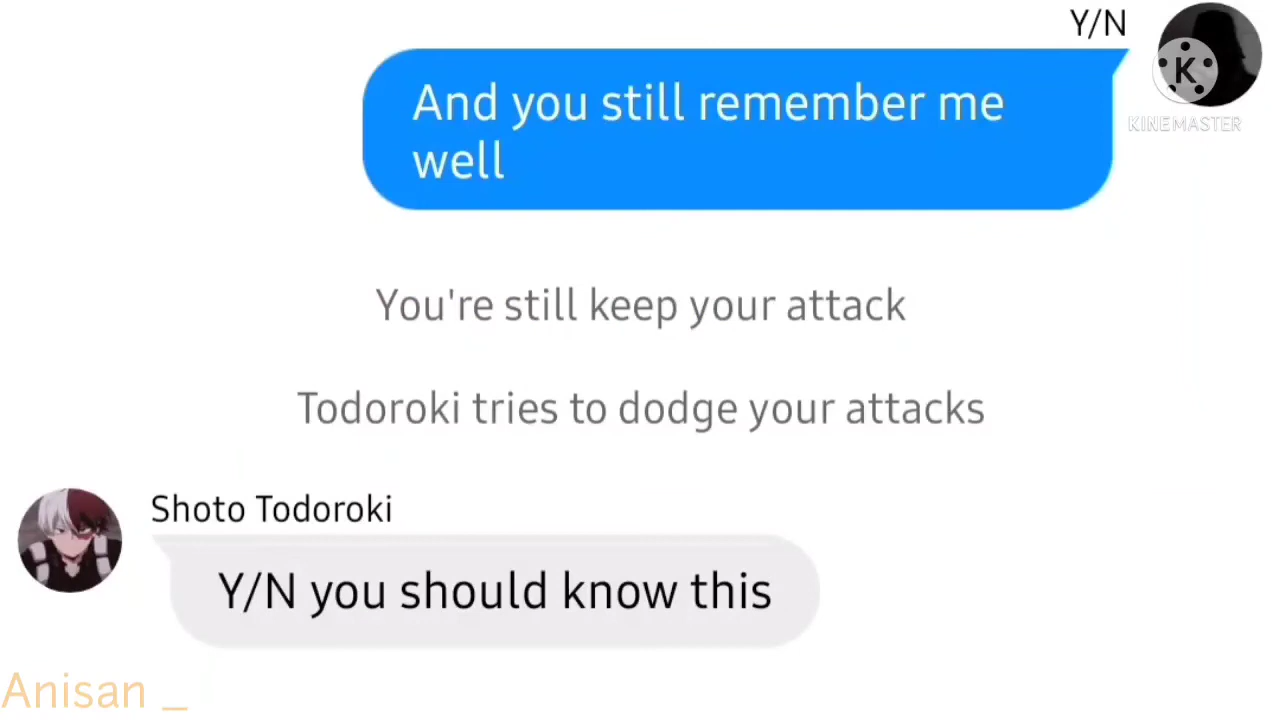 Y/N
And you still remember me
well
K
KINEMASTER
You're still keep your attack
Todoroki tries to dodge your attacks
Shoto Todoroki
Y/N you should know this
Anisan _